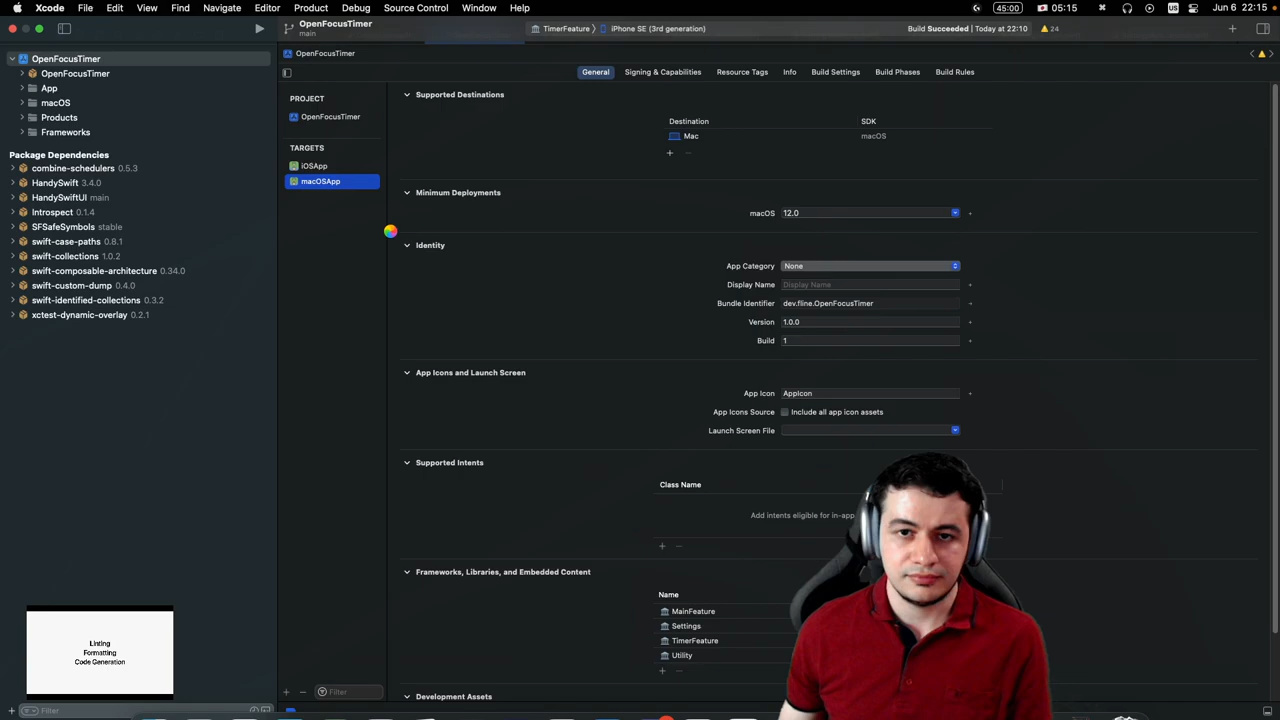 Xcode File Edit View Find Navigate Editor Product Debug Source Control Window Help
45:00 05:15 US Jun 6 22:15
OpenFocusTimer
main
TimerFeature iPhone SE (3rd generation)
Build Succeeded | Today at 22:10 24
OpenFocusTimer
OpenFocusTimer
App
macOS
Products
Frameworks
Package Dependencies
combine-schedulers 0.5.3
HandySwift 3.4.0
HandySwiftUI main
Introspect 0.1.4
SFSafeSymbols stable
swift-case-paths 0.8.1
swift-collections 1.0.2
swift-composable-architecture 0.34.0
swift-custom-dump 0.4.0
swift-identified-collections 0.3.2
xctest-dynamic-overlay 0.2.1
Linting
Formatting
Code Generation
Filter
OpenFocusTimer
General Signing & Capabilities Resource Tags Info Build Settings Build Phases Build Rules
PROJECT
OpenFocusTimer
TARGETS
iOSApp
macOSApp
Filter
Supported Destinations
Destination SDK
Mac macOS
Minimum Deployments
macOS 12.0
Identity
App Category None
Display Name Display Name
Bundle Identifier dev.fline.OpenFocusTimer
Version 1.0.0
Build 1
App Icons and Launch Screen
App Icon AppIcon
App Icons Source Include all app icon assets
Launch Screen File
Supported Intents
Class Name
Add intents eligible for in-app
Frameworks, Libraries, and Embedded Content
Name
MainFeature
Settings
TimerFeature
Utility
Development Assets